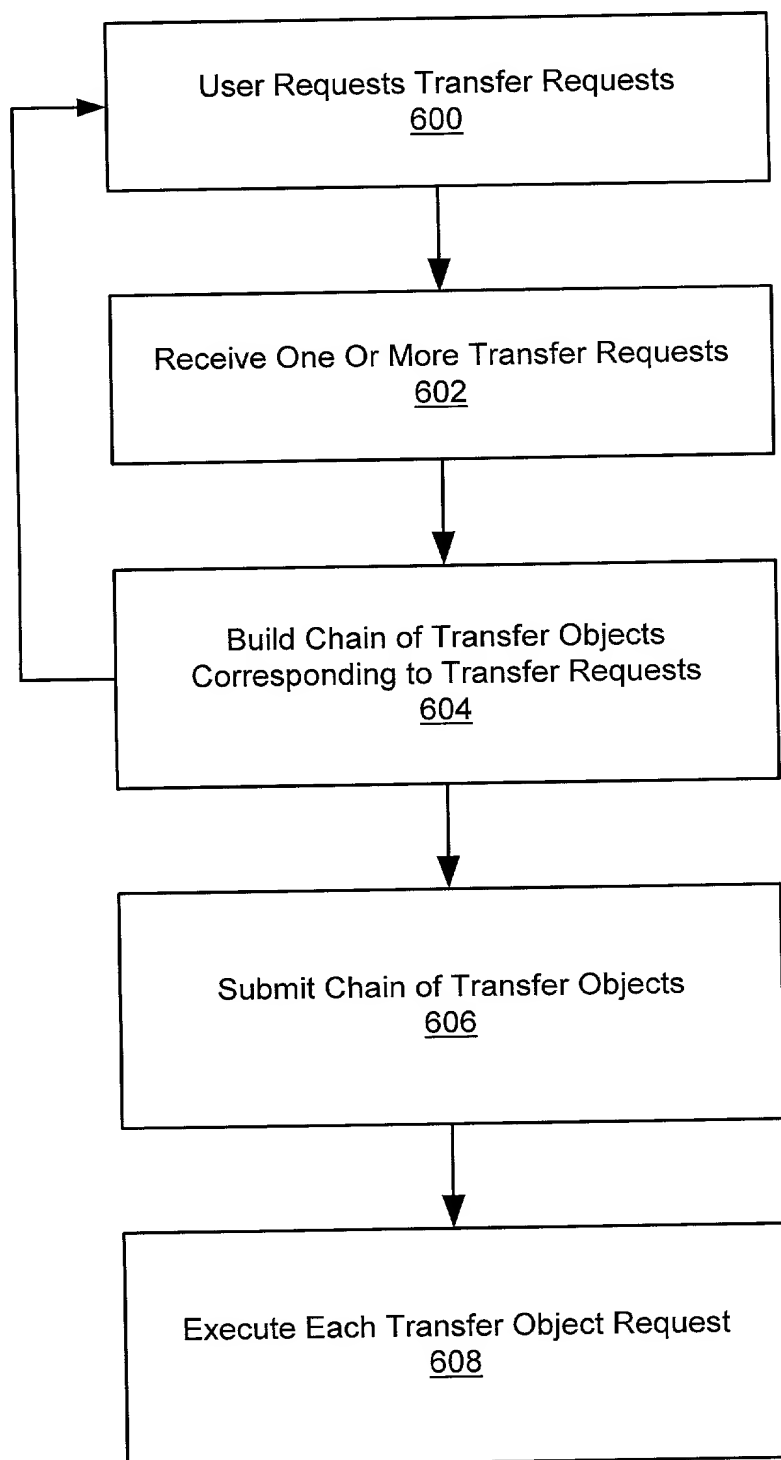 User Requests Transfer Requests
600
Receive One Or More Transfer Requests
602
Build Chain of Transfer Objects
Corresponding to Transfer Requests
604
Submit Chain of Transfer Objects
606
Execute Each Transfer Object Request
608